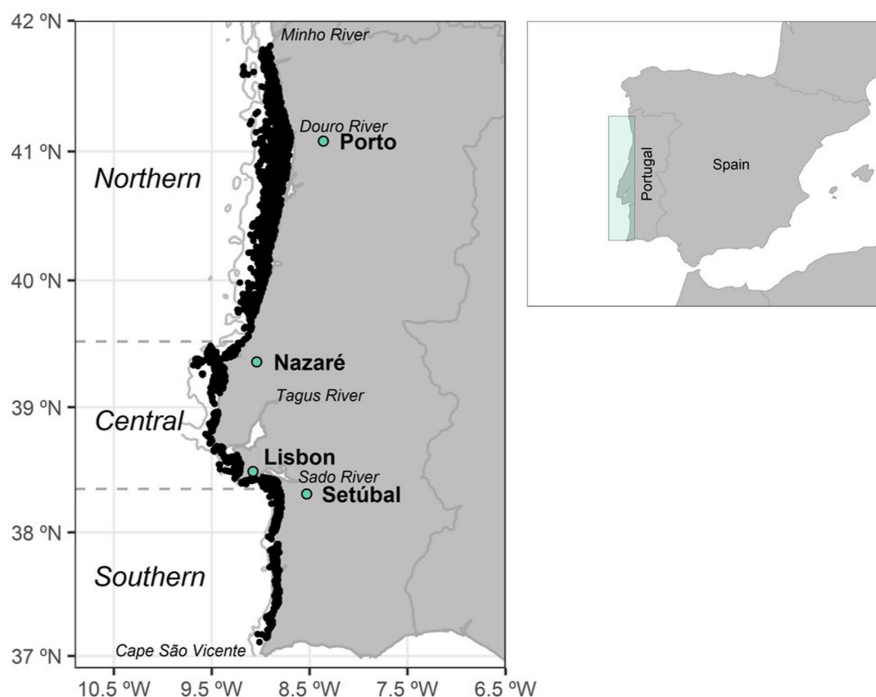 42 ºN
Minho River
Douro River
Porto
41 ºN
Northern
40 ºN
Nazaré
Tagus River
39 ºN
Central
Lisbon
Sado River
Setúbal
38 ºN
Southern
Cape São Vicente
37 ºN
10.5 ºW 9.5 ºW 8.5 ºW 7.5 ºW 6.5 ºW
Portugal
Spain